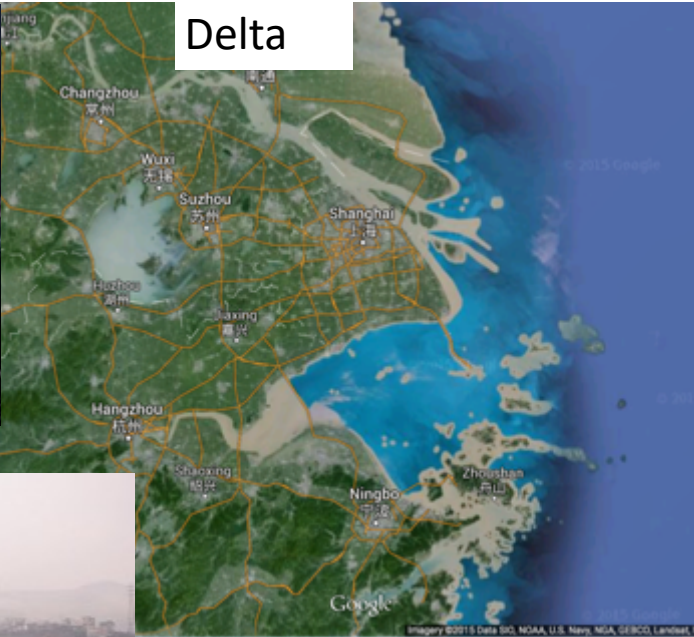 Delta
Changzhou
常州
Wuxi
无锡
Suzhou
苏州
Shanghai
上海
Huzhou
湖州
Jiaxing
嘉兴
Hangzhou
杭州
Shaoxing
绍兴
Ningbo
宁波
Zhoushan
舟山
Google
© 2015 Google
Imagery ©2015 Data SIO, NOAA, U.S. Navy, NGA, GEBCO, Landsat,